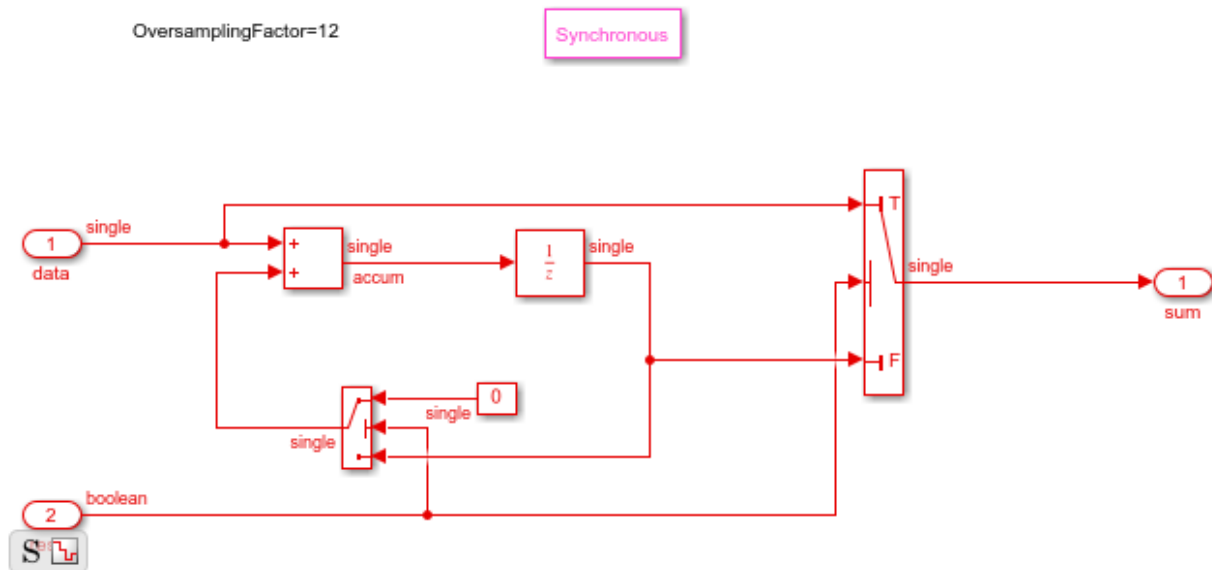 OversamplingFactor=12
Synchronous
T
single
1
data
+
+
single
accum
1
z
single
single
1
sum
F
0
single
single
boolean
2
S